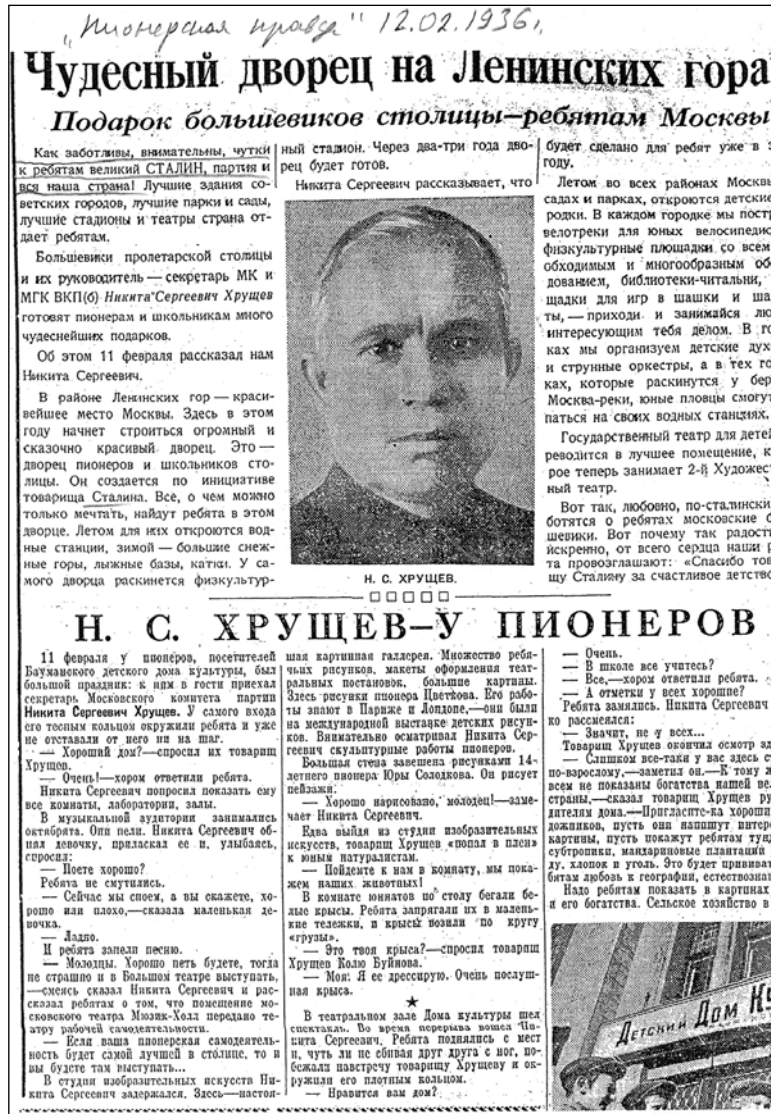 „Пионерская правда" 12.02.1936г.
Чудесный дворец на Ленинских гора
Подарок большевиков столицы—ребятам Москвы
Как заботливы, внимательны, чутки
к ребятам великий СТАЛИН, партия и
вся наша страна! Лучшие здания со-
ветских городов, лучшие парки и сады,
лучшие стадионы и театры страна от-
дает ребятам.
Большевики пролетарской столицы
и их руководитель — секретарь МК и
МГК ВКП(б) Никита Сергеевич Хрущев
готовят пионерам и школьникам много
чудеснейших подарков.
Об этом 11 февраля рассказал нам
Никита Сергеевич.
В районе Ленинских гор — краси-
вейшее место Москвы. Здесь в этом
году начнет строиться огромный и
сказочно красивый дворец. Это —
дворец пионеров и школьников сто-
лицы. Он создается по инициативе
товарища Сталина. Все, о чем можно
только мечтать, найдут ребята в этом
дворце. Летом для них откроются вод-
ные станции, зимой — большие снеж-
ные горы, лыжные базы, катки. У са-
мого дворца раскинется физкультур-
ный стадион. Через два-три года дво-
рец будет готов.
Никита Сергеевич рассказывает, что
Н. С. ХРУЩЕВ.
будет сделано для ребят уже в э
году.
Летом во всех районах Москвы
садах и парках, откроются детские
родки. В каждом городке мы постр
велотреки для юных велосипедис
физкультурные площадки со всем
обходимым и многообразным обо
дованием, библиотеки-читальни,
щадки для игр в шашки и ша
ты, — приходи и занимайся лю
интересующим тебя делом. В го
ках мы организуем детские дух
и струнные оркестры, а в тех го
ках, которые раскинутся у бер
Москва-реки, юные пловцы смогут
паться на своих водных станциях.
Государственный театр для детей
реводится в лучшее помещение, к
рое теперь занимает 2-й Художест
ный театр.
Вот так, любовно, по-сталински
ботятся о ребятах московские б
шевики. Вот почему так радост
искренно, от всего сердца наши р
та провозглашают: «Спасибо тов
щу Сталину за счастливое детство
Н. С. ХРУЩЕВ—У ПИОНЕРОВ
11 февраля у пионеров, посетителей
Бауманского детского дома культуры, был
большой праздник: к ним в гости приехал
секретарь Московского комитета партии
Никита Сергеевич Хрущев. У самого входа
его тесным кольцом окружили ребята и уже
не отставали от него ни на шаг.
— Хороший дом?—спросил их товарищ
Хрущев.
— Очень!—хором ответили ребята.
Никита Сергеевич попросил показать ему
все комнаты, лаборатории, залы.
В музыкальной аудитории занимались
октябрята. Они пели. Никита Сергеевич об-
нял девочку, приласкал ее и, улыбаясь,
спросил:
— Поете хорошо?
Ребята не смутились.
— Сейчас мы споем, а вы скажете, хо-
рошо или плохо,—сказала маленькая де-
вочка.
— Ладно.
И ребята запели песню.
— Молодцы. Хорошо петь будете, тогда
не страшно и в Большом театре выступать,
—смеясь сказал Никита Сергеевич и рас-
сказал ребятам о том, что помещение мо-
сковского театра Мюзик-Холл передано те-
атру рабочей самодеятельности.
— Если ваша пионерская самодеятель-
ность будет самой лучшей в столице, то и
вы будете там выступать...
В студии изобразительных искусств Ни-
кита Сергеевич задержался. Здесь—настоя-
щая картинная галлерея. Множество ребя-
чьих рисунков, макеты оформления теат-
ральных постановок, большие картины.
Здесь рисунки пионера Цветкова. Его рабо-
ты знают в Париже и Лондоне,—они были
на международной выставке детских рисун-
ков. Внимательно осматривал Никита Сер-
геевич скульптурные работы пионеров.
Большая стена завешена рисунками 14-
летнего пионера Юры Солодкова. Он рисует
пейзажи:
— Хорошо нарисовано, молодец!—заме-
чает Никита Сергеевич.
Едва выйдя из студии изобразительных
искусств, товарищ Хрущев «попал в плен»
к юным натуралистам.
— Пойдемте к нам в комнату, мы пока-
жем наших животных!
В комнате юннатов по столу бегали бе-
лые крысы. Ребята запрягали их в малень-
кие тележки, и крысы возили по кругу
«грузы».
— Это твоя крыса?—спросил товарищ
Хрущев Колю Буйнова.
— Моя. Я ее дрессирую. Очень послуш-
ная крыса.
★
В театральном зале Дома культуры шел
спектакль. Во время перерыва вошел Ни-
кита Сергеевич. Ребята поднялись с мест
и, чуть ли не сбивая друг друга с ног, по-
бежали навстречу товарищу Хрущеву и ок-
ружили его плотным кольцом.
— Нравится вам дом?
— Очень.
— В школе все учитесь?
— Все,—хором ответили ребята.
— А отметки у всех хорошие?
Ребята замялись. Никита Сергеевич
ко рассмеялся:
— Значит, не у всех...
Товарищ Хрущев окончил осмотр зд
— Слишком все-таки у вас здесь ст
по-взрослому,—заметил он.—К тому ж
всем не показаны богатства нашей ве
страны,—сказал товарищ Хрущев ру
дителям дома.—Пригласите-ка хороши
дожников, пусть они напишут интере
картины, пусть покажут ребятам тунд
субтропики, мандариновые плантации
ду, хлопок и уголь. Это будет прививат
бятам любовь к географии, естествознан
Надо ребятам показать в картинах
и его богатства. Сельское хозяйство в
Детский Дом Ку